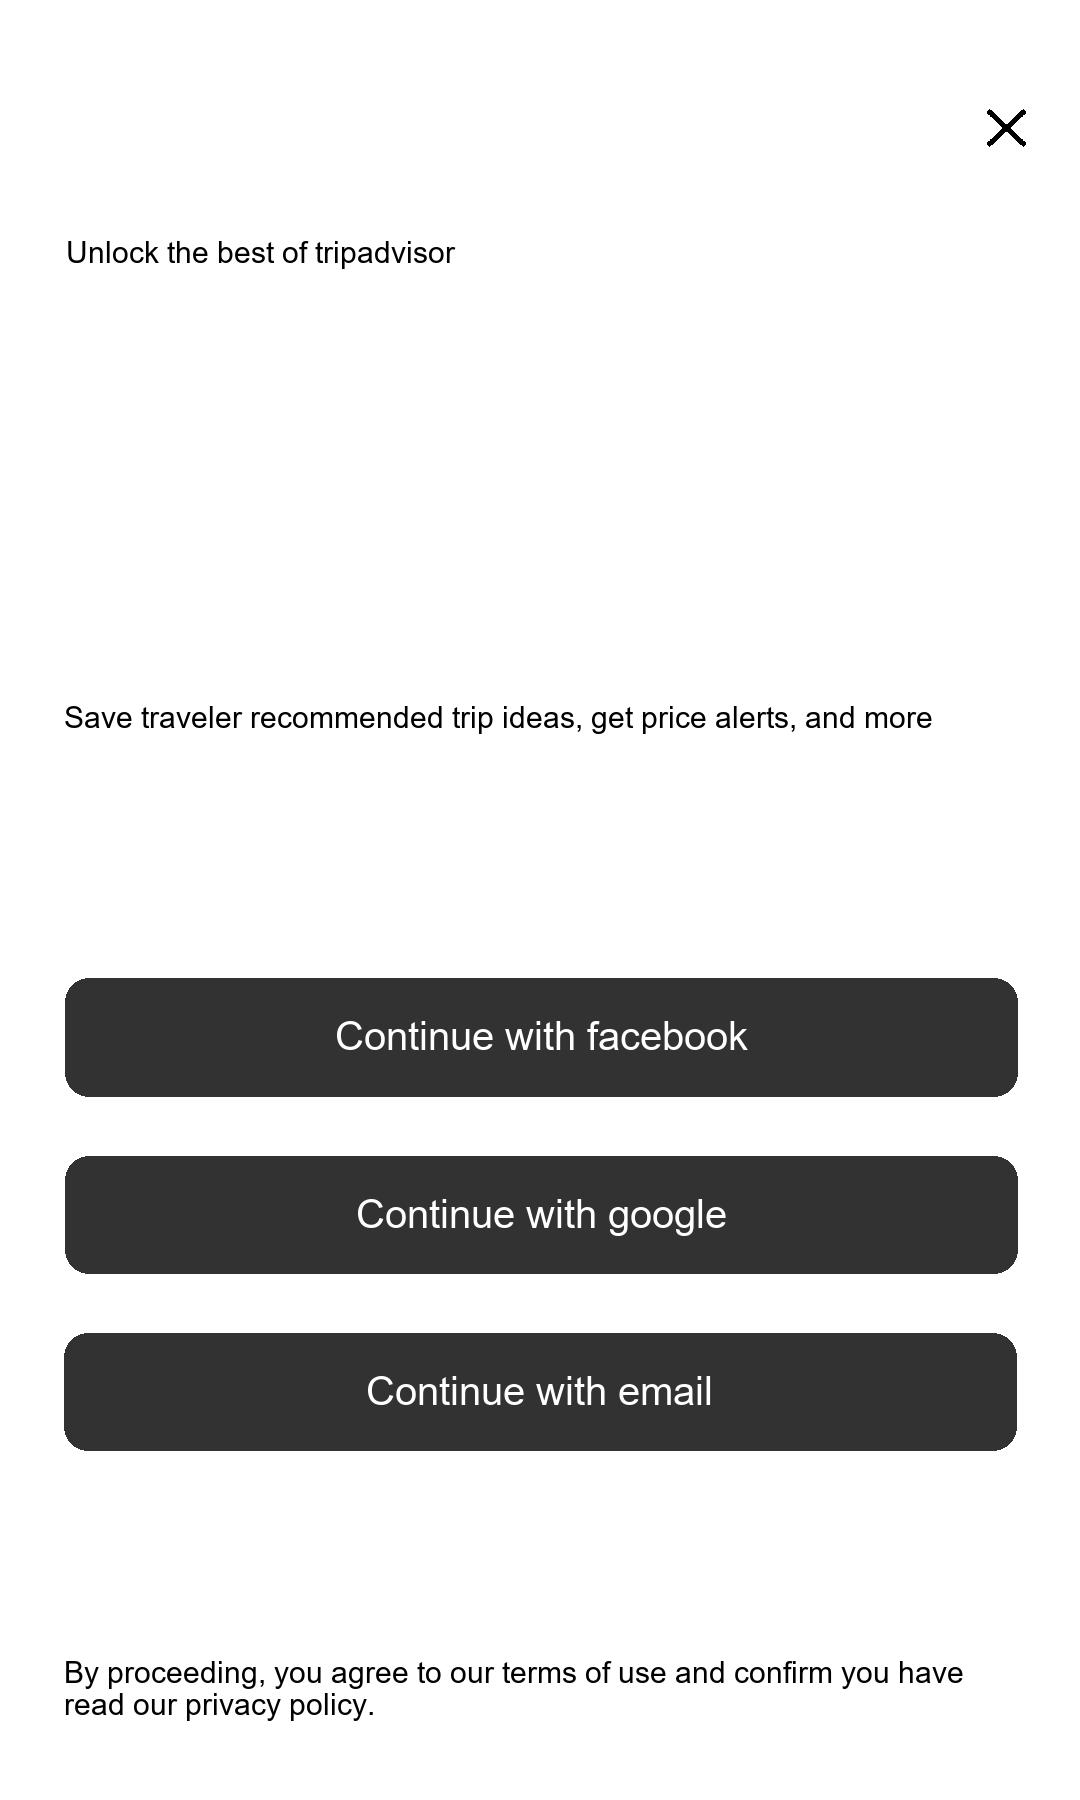 Unlock the best of tripadvisor
Save traveler recommended trip ideas, get price alerts, and more
Continue with facebook
Continue with google
Continue with email
By proceeding, you agree to our terms of use and confirm you have
read our privacy policy.